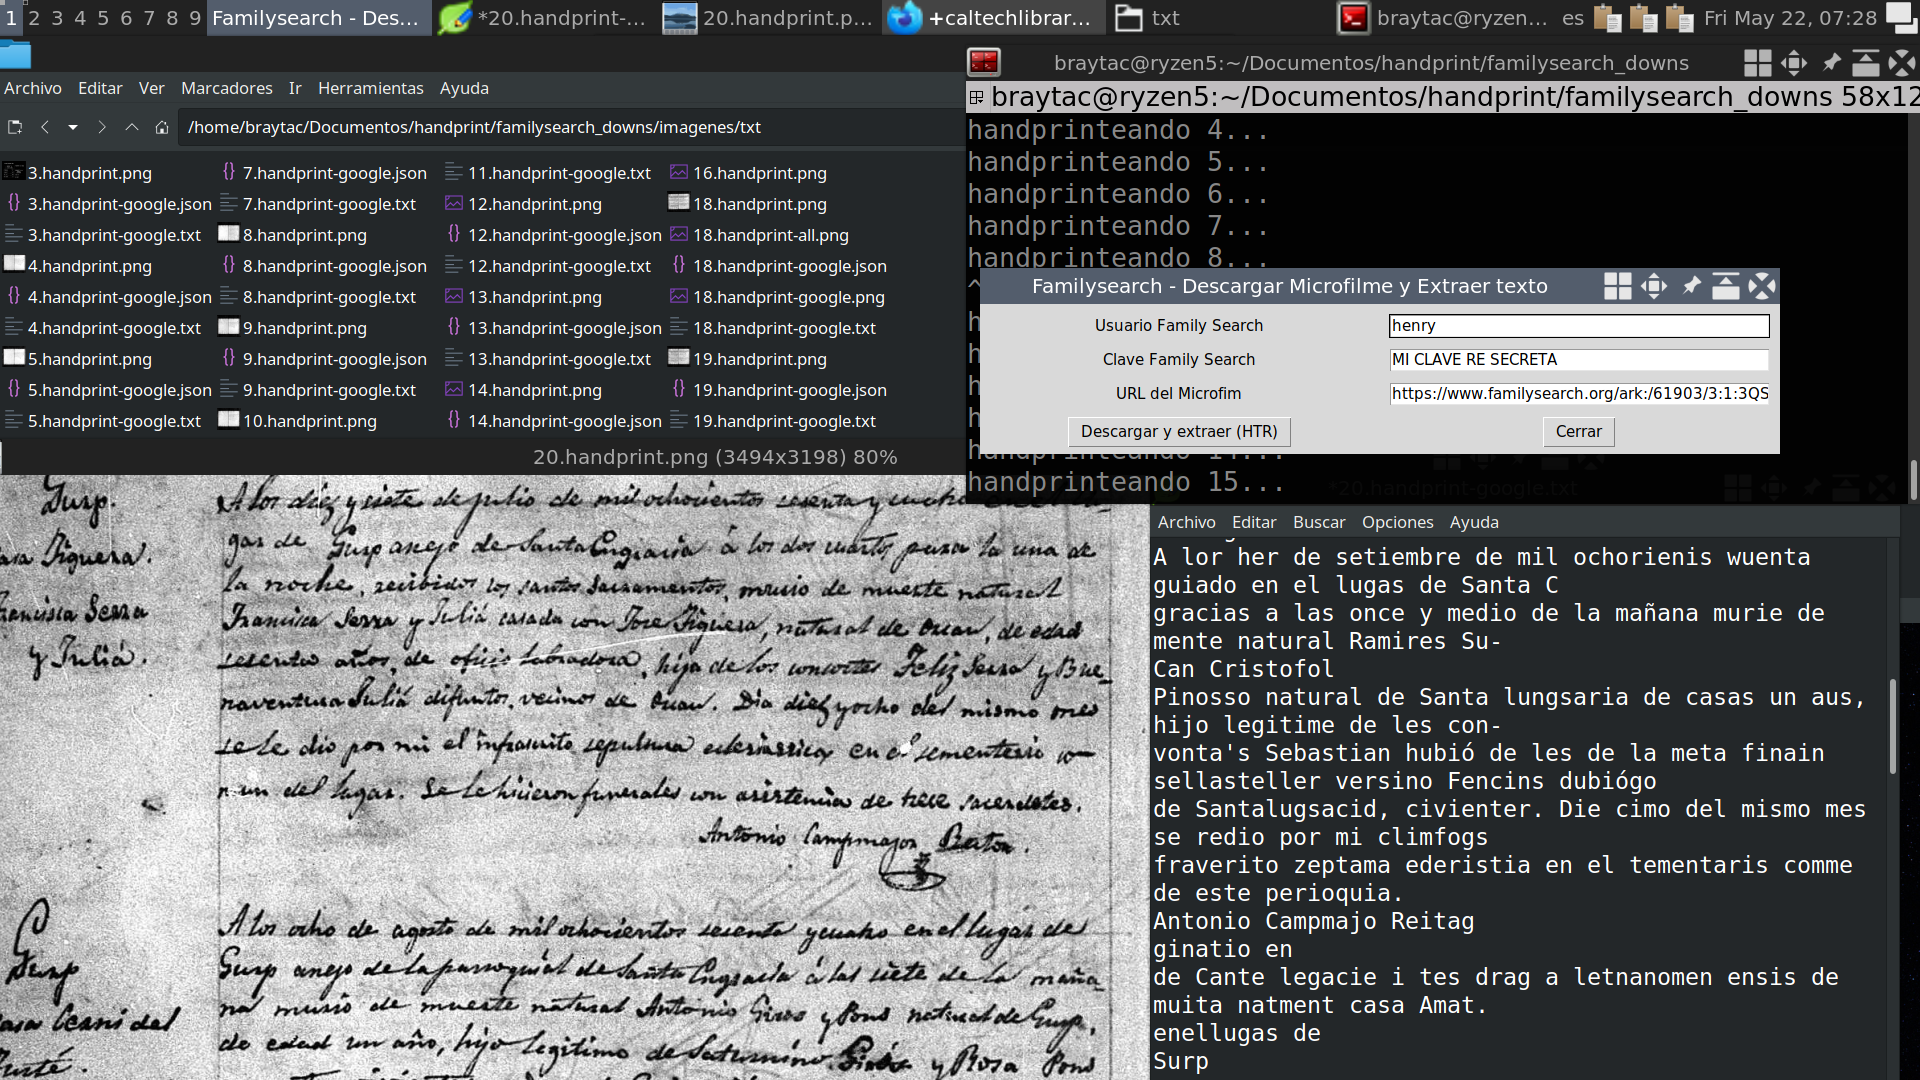 1 2 3 4 5 6 7 8 9 Familysearch - Des... *20.handprint-... 20.handprint.p... +caltechlibrar... txt braytac@ryzen... es Fri May 22, 07:28
Archivo Editar Ver Marcadores Ir Herramientas Ayuda
/home/braytac/Documentos/handprint/familysearch_downs/imagenes/txt
3.handprint.png 7.handprint-google.json 11.handprint-google.txt 16.handprint.png
3.handprint-google.json 7.handprint-google.txt 12.handprint.png 18.handprint.png
3.handprint-google.txt 8.handprint.png 12.handprint-google.json 18.handprint-all.png
4.handprint.png 8.handprint-google.json 12.handprint-google.txt 18.handprint-google.json
4.handprint-google.json 8.handprint-google.txt 13.handprint.png 18.handprint-google.png
4.handprint-google.txt 9.handprint.png 13.handprint-google.json 18.handprint-google.txt
5.handprint.png 9.handprint-google.json 13.handprint-google.txt 19.handprint.png
5.handprint-google.json 9.handprint-google.txt 14.handprint.png 19.handprint-google.json
5.handprint-google.txt 10.handprint.png 14.handprint-google.json 19.handprint-google.txt
braytac@ryzen5:~/Documentos/handprint/familysearch_downs
braytac@ryzen5:~/Documentos/handprint/familysearch_downs 58x12
handprinteando 4...
handprinteando 5...
handprinteando 6...
handprinteando 7...
handprinteando 8...
Familysearch - Descargar Microfilme y Extraer texto
Usuario Family Search henry
Clave Family Search MI CLAVE RE SECRETA
URL del Microfim https://www.familysearch.org/ark:/61903/3:1:3QS
Descargar y extraer (HTR) Cerrar
handprinteando 15...
*20.handprint-google.txt
20.handprint.png (3494x3198) 80%
Surp.
A los diez y siete de julio de mil ochocientos sesenta y
gar de Surp anejo de Santa Engracia á los dos cuartos para la una de
la noche, recibidos los santos Sacramentos, murio de muerte natural
Francisca Serra y Juliá casada con Jose Figuera, natural de Ouau, de edad
sesenta años, de oficio labradora, hija de los consortes Feliz Serra y Bue-
naventura Juliá difuntos, vecinos de Ouau. Dia diez y ocho del mismo mes
se le dio por mi el infrascrito sepultura eclesiastica en el sementerio co-
mun del lugar. Se le hicieron funerales con asistencia de trece sacerdotes.
Antonio Campmajor Rector.
Figuera.
Francisca Serra
y Juliá.
Surp
A los ocho de agosto de mil ochocientos sesenta y cuatro en el lugar de
Surp anejo de la parroquial de Santa Engracia á las siete de la maña-
na murió de muerte natural Antonio Giros y Pons natural de Surp,
de edad un año, hijo legitimo de Saturnino Girós y Rosa Pons
Archivo Editar Buscar Opciones Ayuda
A lor her de setiembre de mil ochorienis wuenta
guiado en el lugas de Santa C
gracias a las once y medio de la mañana murie de
mente natural Ramires Su-
Can Cristofol
Pinosso natural de Santa lungsaria de casas un aus,
hijo legitime de les con-
vonta's Sebastian hubió de les de la meta finain
sellasteller versino Fencins dubiógo
de Santalugsacid, civienter. Die cimo del mismo mes
se redio por mi climfogs
fraverito zeptama ederistia en el tementaris comme
de este perioquia.
Antonio Campmajo Reitag
ginatio en
de Cante legacie i tes drag a letnanomen ensis de
muita natment casa Amat.
enellugas de
Surp